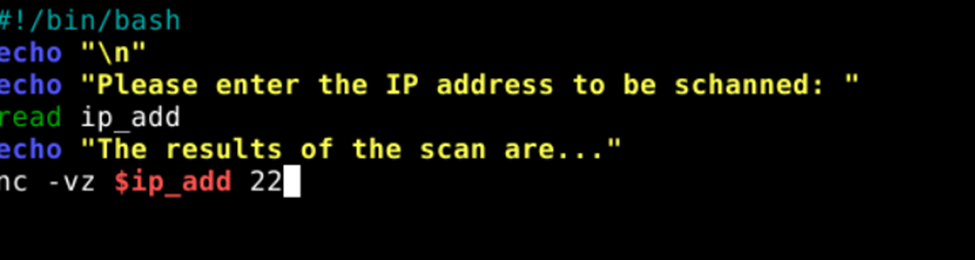 #!/bin/bash
echo "\n"
echo "Please enter the IP address to be schanned: "
read ip_add
echo "The results of the scan are..."
nc -vz $ip_add 22